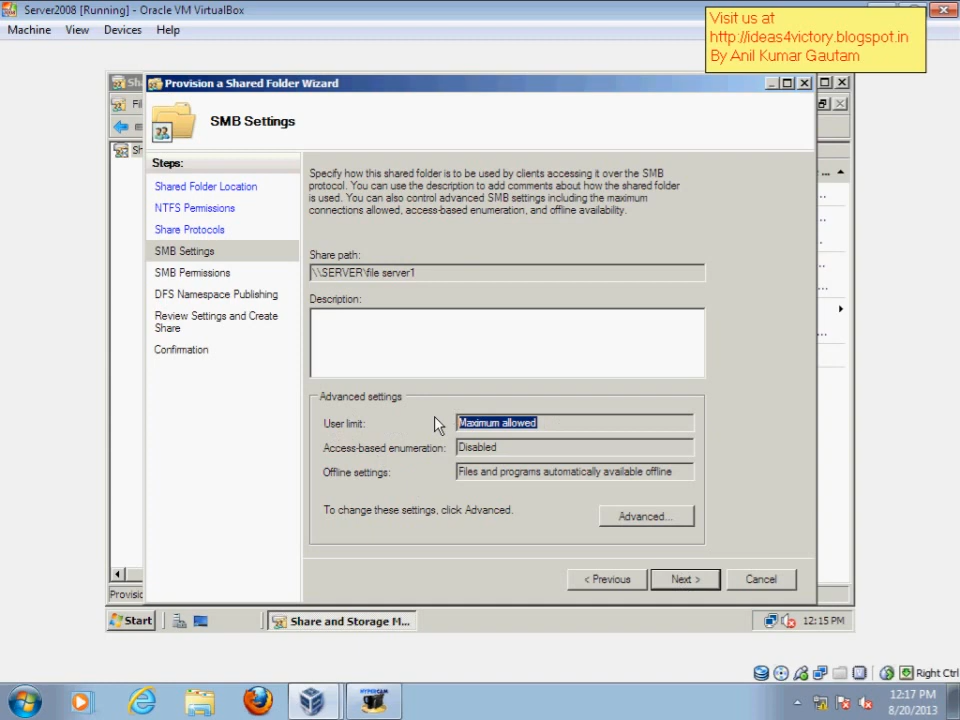 Server2008 [Running] - Oracle VM VirtualBox
Machine View Devices Help
Visit us at
http://ideas4victory.blogspot.in
By Anil Kumar Gautam
Provision a Shared Folder Wizard
SMB Settings
Steps:
Shared Folder Location
NTFS Permissions
Share Protocols
SMB Settings
SMB Permissions
DFS Namespace Publishing
Review Settings and Create
Share
Confirmation
Specify how this shared folder is to be used by clients accessing it over the SMB
protocol. You can use the description to add comments about how the shared folder
is used. You can also control advanced SMB settings including the maximum
connections allowed, access-based enumeration, and offline availability.
Share path:
\\SERVER\file server1
Description:
Advanced settings
User limit: Maximum allowed
Access-based enumeration: Disabled
Offline settings: Files and programs automatically available offline
To change these settings, click Advanced.
Advanced...
< Previous Next > Cancel
Start
Share and Storage M...
12:15 PM
Right Ctrl
HYPERCAM
12:17 PM
8/20/2013